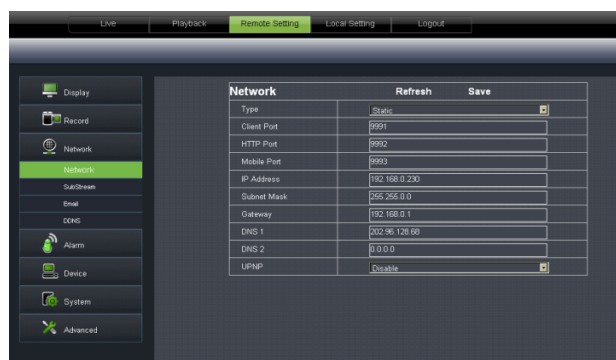 Live Playback Remote Setting Local Setting Logout
Display
Record
Network
Network
SubStream
Email
DDNS
Alarm
Device
System
Advanced
Network Refresh Save
Type Static
Client Port 9991
HTTP Port 9992
Mobile Port 9993
IP Address 192.168.0.230
Subnet Mask 255.255.0.0
Gateway 192.168.0.1
DNS 1 202.96.128.68
DNS 2 0.0.0.0
UPNP Disable